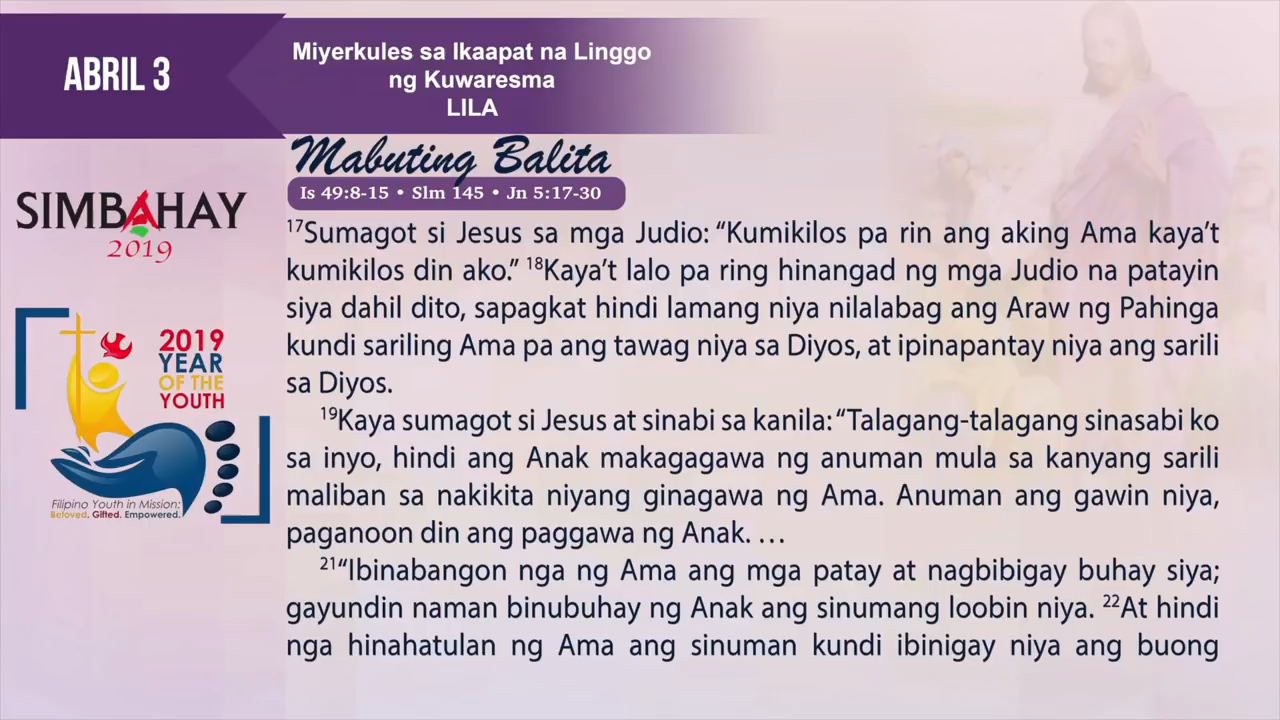 ABRIL 3
Miyerkules sa Ikaapat na Linggo
ng Kuwaresma
LILA
Mabuting Balita
Is 49:8-15 • Slm 145 • Jn 5:17-30
SIMBAHAY
2019
2019
YEAR
OF THE
YOUTH
Filipino Youth in Mission:
Beloved. Gifted. Empowered.
17Sumagot si Jesus sa mga Judio: “Kumikilos pa rin ang aking Ama kaya’t
kumikilos din ako.” 18Kaya’t lalo pa ring hinangad ng mga Judio na patayin
siya dahil dito, sapagkat hindi lamang niya nilalabag ang Araw ng Pahinga
kundi sariling Ama pa ang tawag niya sa Diyos, at ipinapantay niya ang sarili
sa Diyos.
19Kaya sumagot si Jesus at sinabi sa kanila: “Talagang-talagang sinasabi ko
sa inyo, hindi ang Anak makagagawa ng anuman mula sa kanyang sarili
maliban sa nakikita niyang ginagawa ng Ama. Anuman ang gawin niya,
paganoon din ang paggawa ng Anak. …
21“Ibinabangon nga ng Ama ang mga patay at nagbibigay buhay siya;
gayundin naman binubuhay ng Anak ang sinumang loobin niya. 22At hindi
nga hinahatulan ng Ama ang sinuman kundi ibinigay niya ang buong